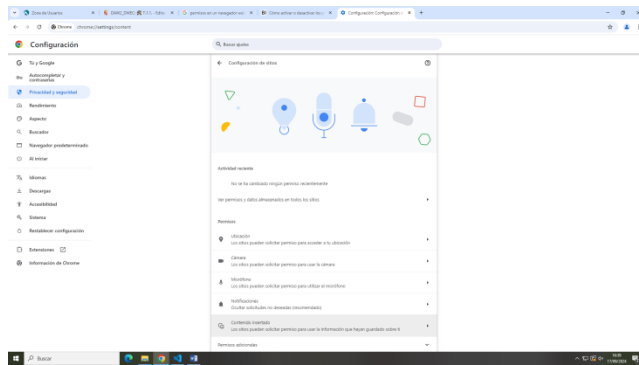 Zona de Usuario
Cómo activar o desactivar los
Configuración: Configuración
Chrome
chrome://settings/content
Configuración
Buscar ajustes
Tú y Google
Autocompletar y
contraseñas
Privacidad y seguridad
Rendimiento
Aspecto
Buscador
Navegador predeterminado
Al iniciar
Idiomas
Descargas
Accesibilidad
Sistema
Restablecer configuración
Extensiones
Información de Chrome
Configuración de sitios
Actividad reciente
No se ha cambiado ningún permiso recientemente
Ver permisos y datos almacenados en todos los sitios
Permisos
Ubicación
Los sitios pueden solicitar permiso para acceder a tu ubicación
Cámara
Los sitios pueden solicitar permiso para usar la cámara
Micrófono
Los sitios pueden solicitar permiso para utilizar el micrófono
Notificaciones
Ocultar solicitudes no deseadas (recomendado)
Contenido insertado
Los sitios pueden solicitar permiso para usar la información que hayan guardado sobre ti
Permisos adicionales
Buscar
17/09/2024